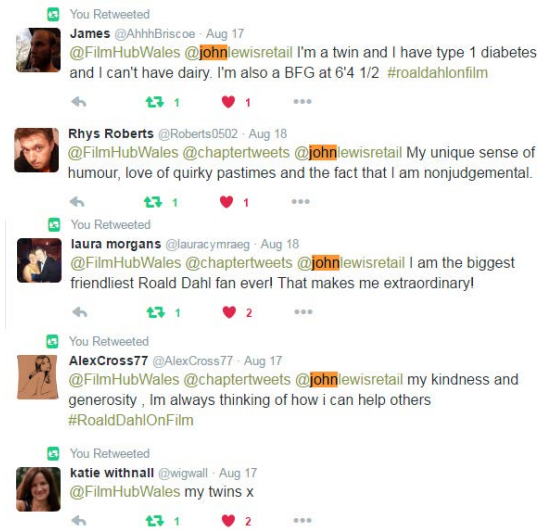 You Retweeted
James @AhhhBriscoe · Aug 17
@FilmHubWales @johnlewisretail I'm a twin and I have type 1 diabetes
and I can't have dairy. I'm also a BFG at 6'4 1/2 #roaldahlonfilm
1 1
Rhys Roberts @Roberts0502 · Aug 18
@FilmHubWales @chaptertweets @johnlewisretail My unique sense of
humour, love of quirky pastimes and the fact that I am nonjudgemental.
1 1
You Retweeted
laura morgans @lauracymraeg · Aug 18
@FilmHubWales @chaptertweets @johnlewisretail I am the biggest
friendliest Roald Dahl fan ever! That makes me extraordinary!
1 2
You Retweeted
AlexCross77 @AlexCross77 · Aug 17
@FilmHubWales @chaptertweets @johnlewisretail my kindness and
generosity , Im always thinking of how i can help others
#RoaldDahlOnFilm
You Retweeted
katie withnall @wigwall · Aug 17
@FilmHubWales my twins x
1 2